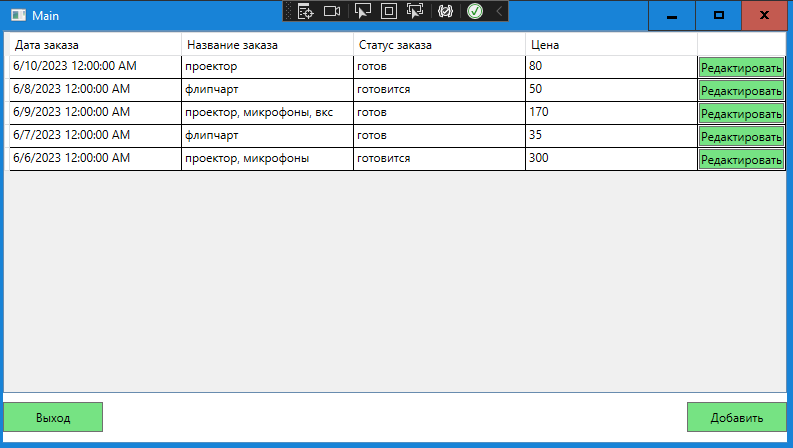 Main
Дата заказа Название заказа Статус заказа Цена
6/10/2023 12:00:00 AM проектор готов 80 Редактировать
6/8/2023 12:00:00 AM флипчарт готовится 50 Редактировать
6/9/2023 12:00:00 AM проектор, микрофоны, вкс готов 170 Редактировать
6/7/2023 12:00:00 AM флипчарт готов 35 Редактировать
6/6/2023 12:00:00 AM проектор, микрофоны готовится 300 Редактировать
Выход Добавить